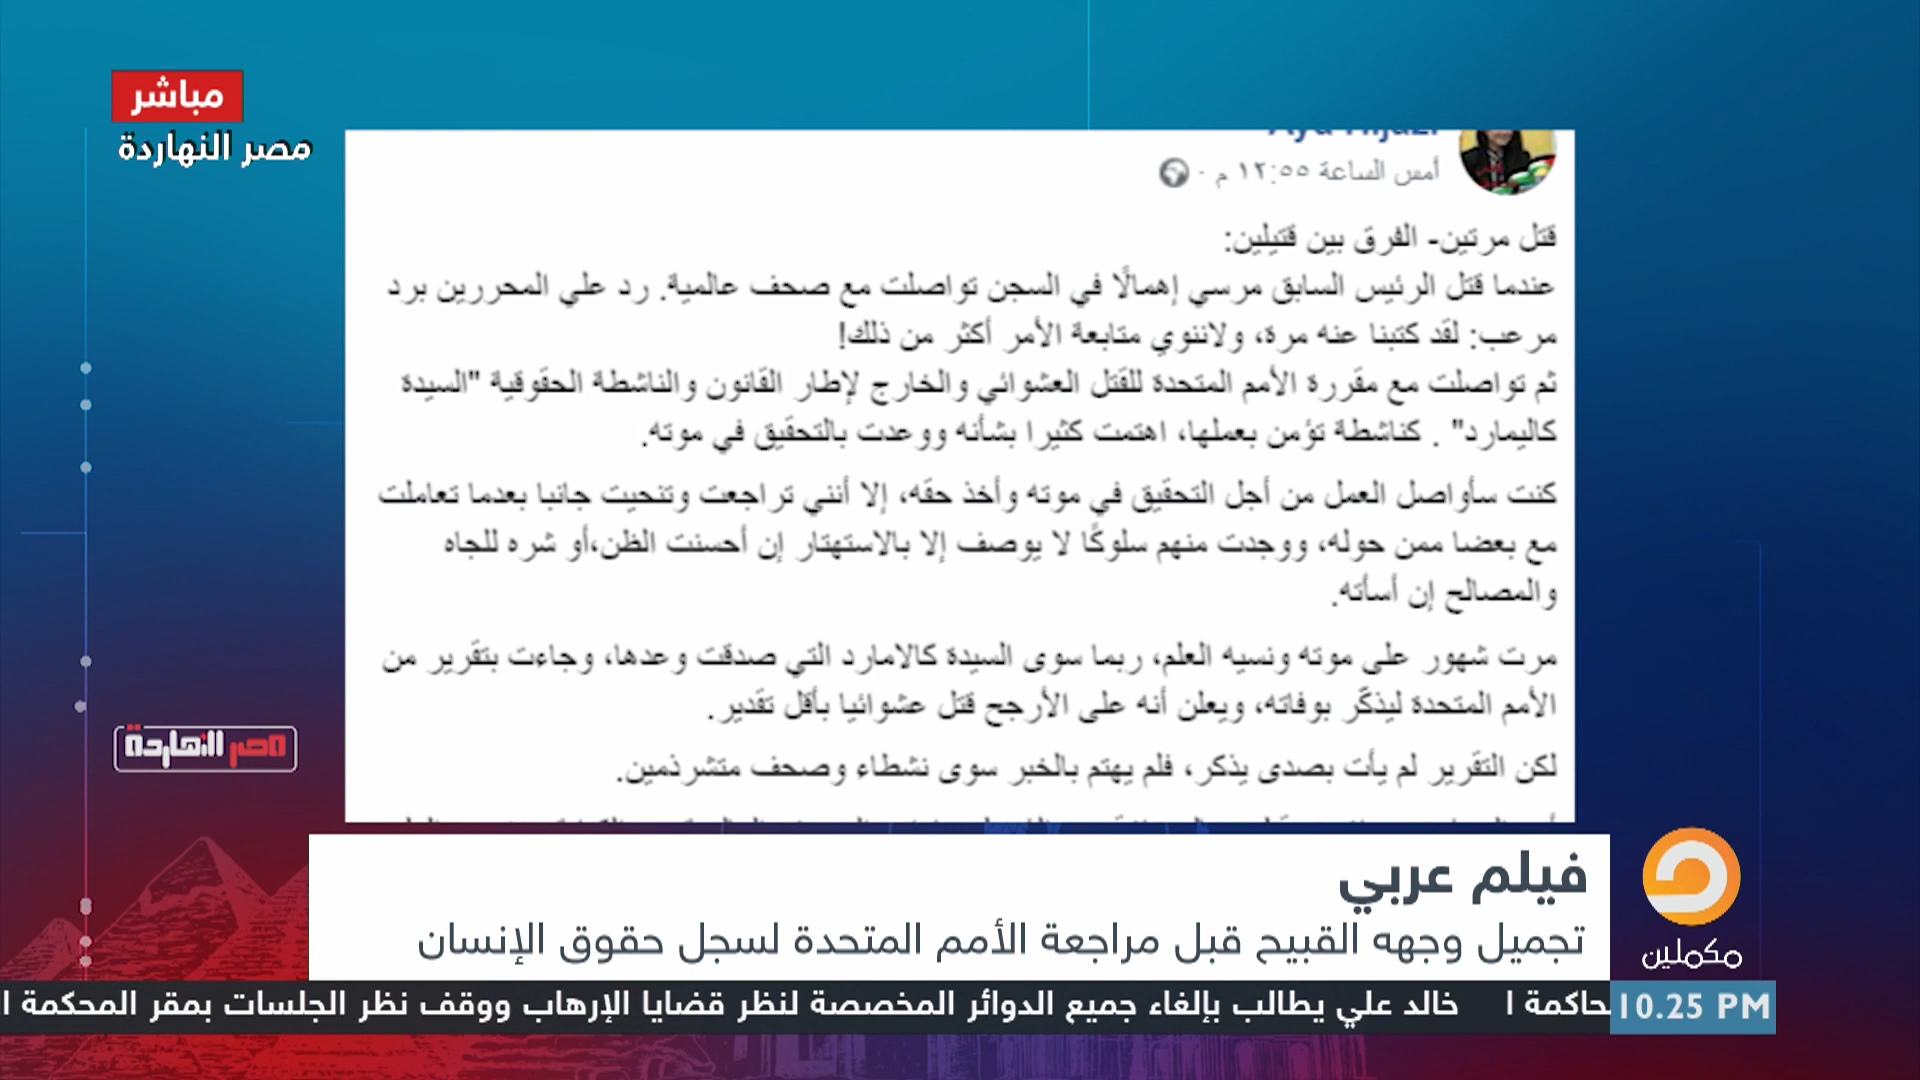 مباشر
مصر النهاردة
أمس الساعة ١٢:٥٥ م
قتل مرتين- الفرق بين قتيلين:
عندما قتل الرئيس السابق مرسي إهمالًا في السجن تواصلت مع صحف عالمية. رد علي المحررين برد
مرعب: لقد كتبنا عنه مرة، ولاننوي متابعة الأمر أكثر من ذلك!
ثم تواصلت مع مقررة الأمم المتحدة للقتل العشوائي والخارج لإطار القانون والناشطة الحقوقية "السيدة
كاليمارد" . كناشطة تؤمن بعملها، اهتمت كثيرا بشأنه ووعدت بالتحقيق في موته.
كنت سأواصل العمل من أجل التحقيق في موته وأخذ حقه، إلا أنني تراجعت وتنحيت جانبا بعدما تعاملت
مع بعضا ممن حوله، ووجدت منهم سلوكًا لا يوصف إلا بالاستهتار إن أحسنت الظن،أو شره للجاه
والمصالح إن أسأته.
مرت شهور على موته ونسيه العلم، ربما سوى السيدة كالامارد التي صدقت وعدها، وجاءت بتقرير من
الأمم المتحدة ليذكّر بوفاته، ويعلن أنه على الأرجح قتل عشوائيا بأقل تقدير.
لكن التقرير لم يأت بصدى يذكر، فلم يهتم بالخبر سوى نشطاء وصحف متشرذمين.
مصر النهاردة
فيلم عربي
تجميل وجهه القبيح قبل مراجعة الأمم المتحدة لسجل حقوق الإنسان
مكملين
حاكمة ا خالد علي يطالب بإلغاء جميع الدوائر المخصصة لنظر قضايا الإرهاب ووقف نظر الجلسات بمقر المحكمة ا
10.25 PM